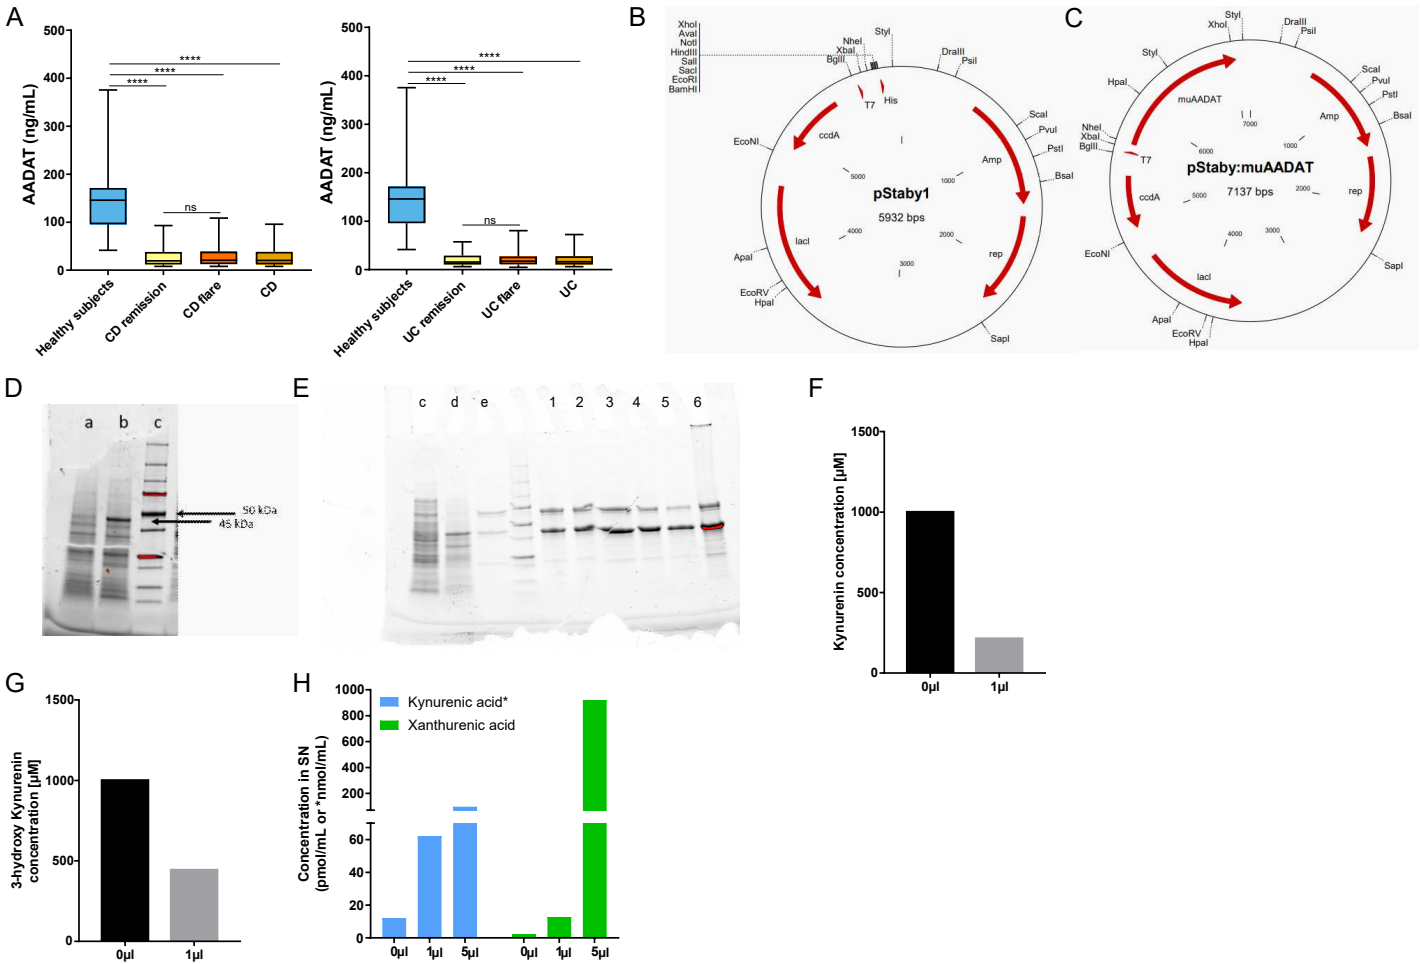 A
500
400
300
200
100
0
AADAT (ng/mL)
****
****
****
ns
Healthy subjects
CD remission
CD flare
CD
500
400
300
200
100
0
AADAT (ng/mL)
****
****
****
ns
Healthy subjects
UC remission
UC flare
UC
B
XhoI
AvaI
NotI
HindIII
SalI
SacI
EcoRI
BamHI
StyI
NheI
XbaI
BglII
DraIII
PsiI
T7
His
ScaI
PvuI
PstI
BsaI
EcoNI
ccdA
Amp
5000
1000
pStaby1
5932 bps
lacI
4000
2000
3000
rep
ApaI
EcoRV
HpaI
SapI
C
StyI
XhoI
DraIII
PsiI
StyI
ScaI
PvuI
PstI
BsaI
HpaI
muAADAT
Amp
7000
1000
6000
NheI
XbaI
BglII
T7
pStaby:muAADAT
7137 bps
ccdA
5000
2000
rep
4000
3000
EcoNI
lacI
SapI
ApaI
EcoRV
HpaI
D
a b c
50 kDa
45 kDa
E
c d e 1 2 3 4 5 6
F
1500
1000
500
0
Kynurenin concentration [µM]
0µl 1µl
G
1500
1000
500
0
3-hydroxy Kynurenin
concentration [µM]
0µl 1µl
H
1000
800
600
400
200
60
40
20
0
Concentration in SN
(pmol/mL or *nmol/mL)
Kynurenic acid*
Xanthurenic acid
0µl 1µl 5µl 0µl 1µl 5µl